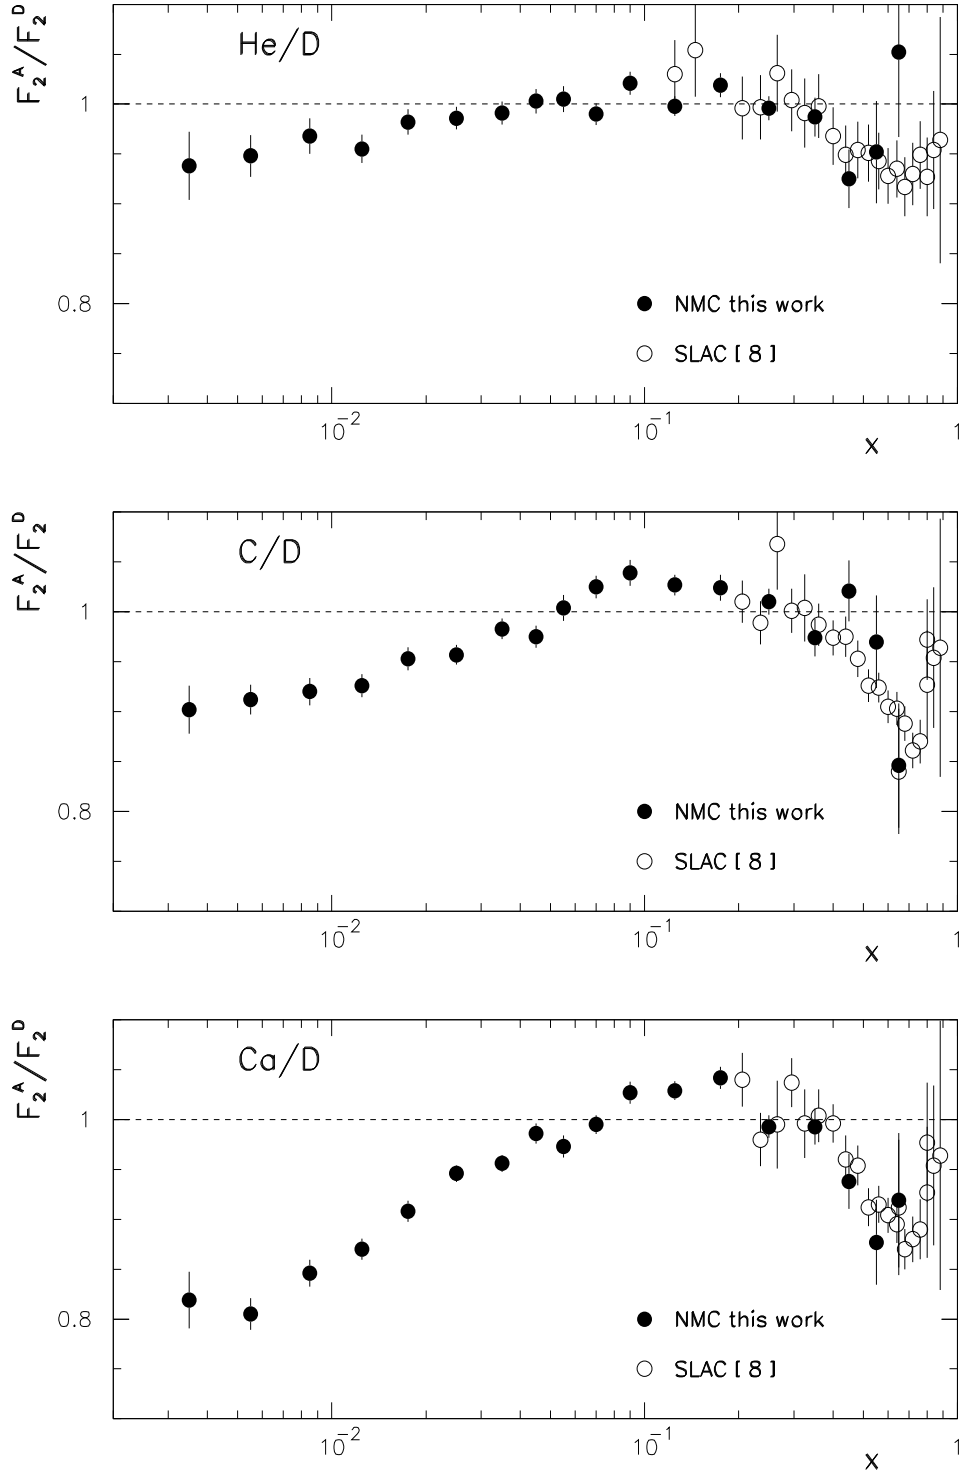 F₂ᴬ/F₂ᴰ
He/D
1
0.8
NMC this work
SLAC [ 8 ]
10⁻² 10⁻¹ 1
x
F₂ᴬ/F₂ᴰ
C/D
1
0.8
NMC this work
SLAC [ 8 ]
10⁻² 10⁻¹ 1
x
F₂ᴬ/F₂ᴰ
Ca/D
1
0.8
NMC this work
SLAC [ 8 ]
10⁻² 10⁻¹ 1
x